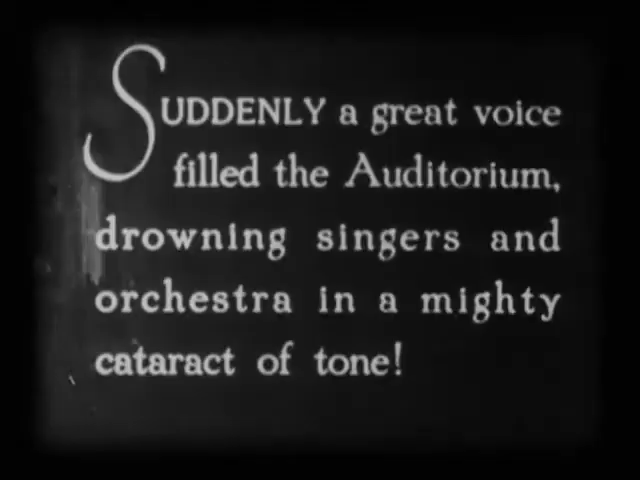 SUDDENLY a great voice
filled the Auditorium,
drowning singers and
orchestra in a mighty
cataract of tone!